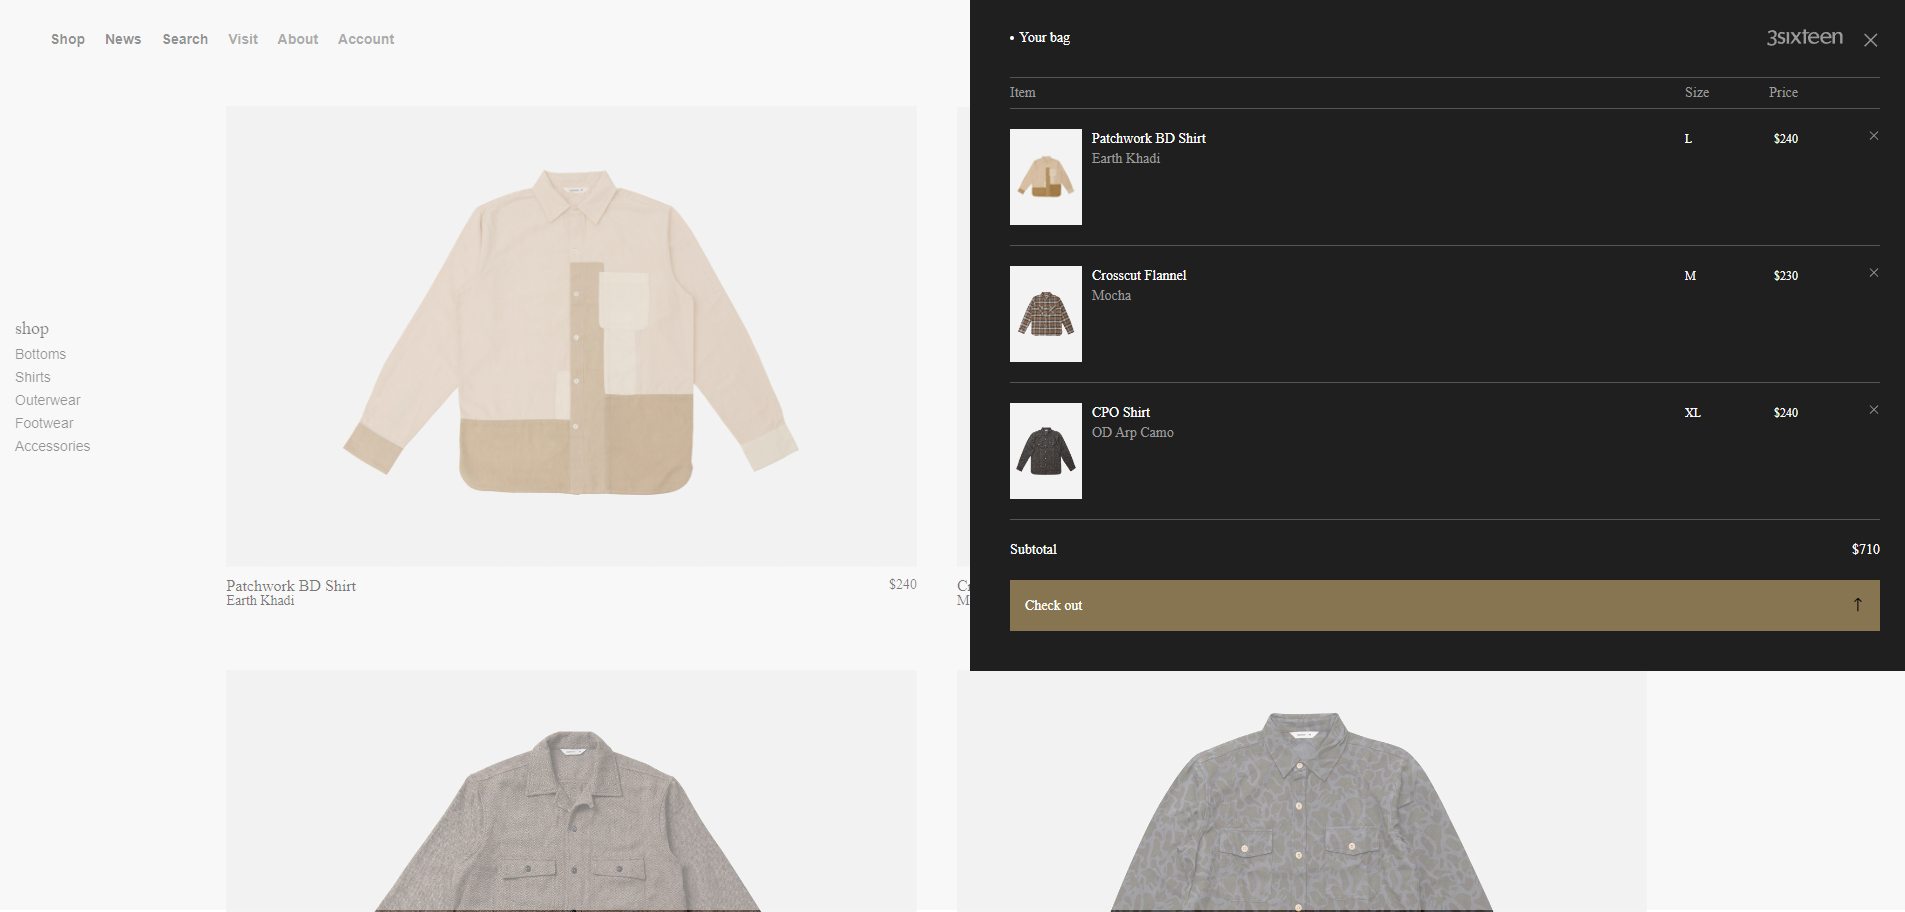 Shop News Search Visit About Account
• Your bag
3sixteen
Item Size Price
Patchwork BD Shirt L $240
Earth Khadi
Crosscut Flannel M $230
Mocha
CPO Shirt XL $240
OD Arp Camo
Subtotal $710
Check out ↑
shop
Bottoms
Shirts
Outerwear
Footwear
Accessories
Patchwork BD Shirt $240
Earth Khadi